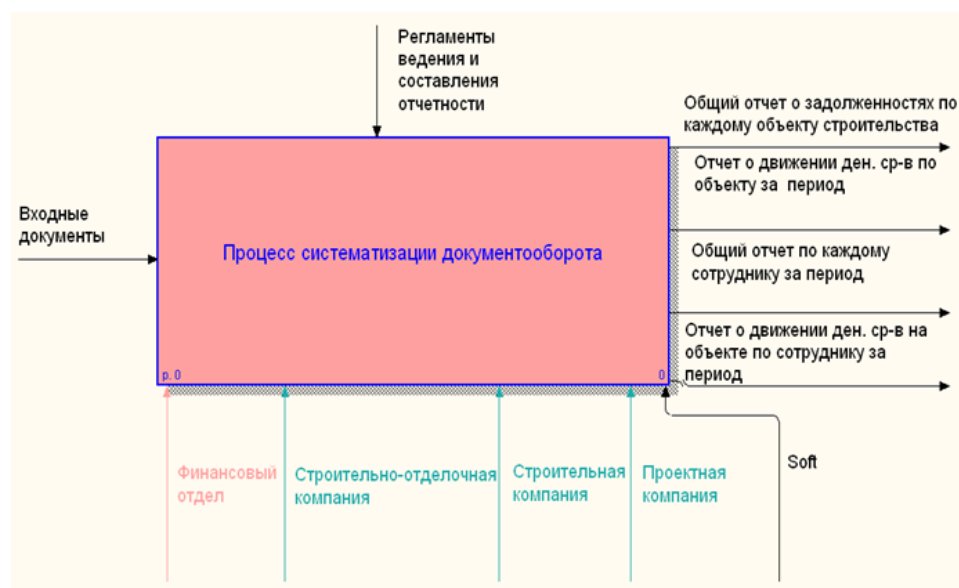 Регламенты
ведения и
составления
отчетности
Общий отчет о задолженностях по
каждому объекту строительства
Отчет о движении ден. ср-в по
объекту за период
Входные
документы
Процесс систематизации документооборота
Общий отчет по каждому
сотруднику за период
Отчет о движении ден. ср-в на
объекте по сотруднику за
период
р. 0
0
Финансовый
отдел
Строительно-отделочная
компания
Строительная
компания
Проектная
компания
Soft